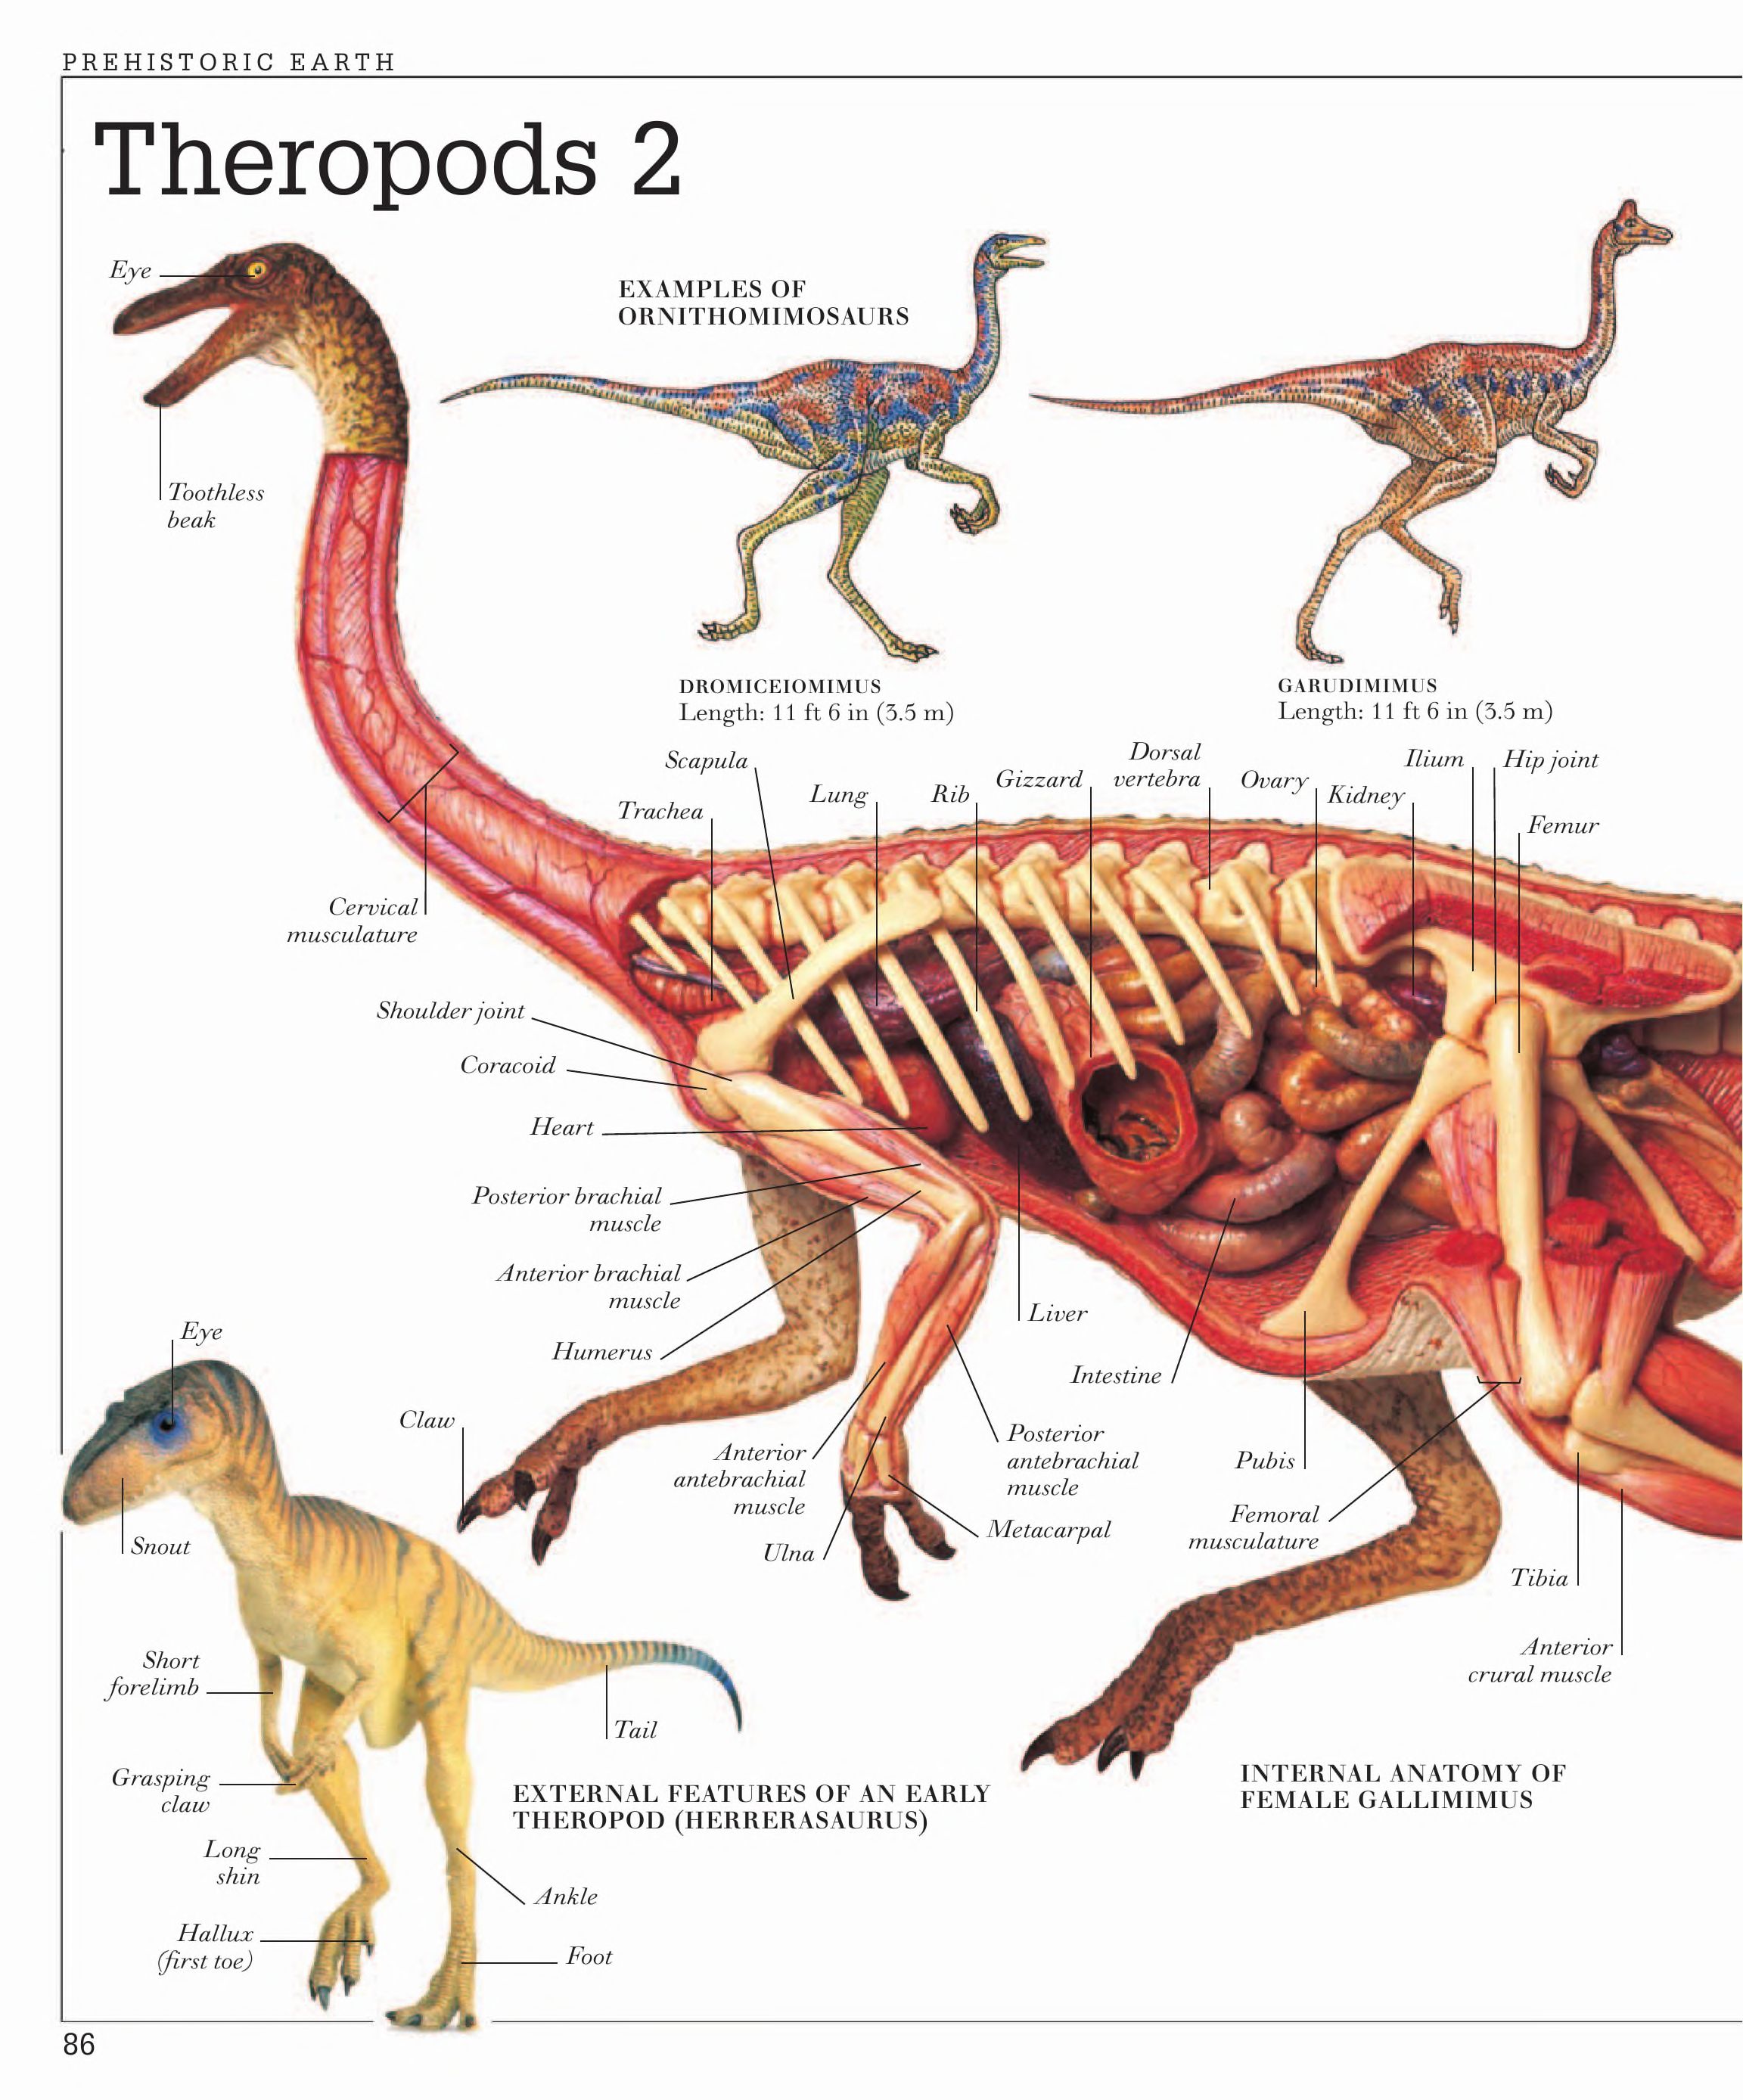 PREHISTORIC EARTH
Theropods 2
Eye
Toothless
beak
EXAMPLES OF
ORNITHOMIMOSAURS
DROMICEIOMIMUS
Length: 11 ft 6 in (3.5 m)
GARUDIMIMUS
Length: 11 ft 6 in (3.5 m)
Scapula
Trachea
Lung
Rib
Gizzard
Dorsal
vertebra
Ovary
Kidney
Ilium
Hip joint
Femur
Cervical
musculature
Shoulder joint
Coracoid
Heart
Posterior brachial
muscle
Anterior brachial
muscle
Humerus
Claw
Anterior
antebrachial
muscle
Ulna
Metacarpal
Posterior
antebrachial
muscle
Liver
Intestine
Pubis
Femoral
musculature
Tibia
Anterior
crural muscle
INTERNAL ANATOMY OF
FEMALE GALLIMIMUS
Eye
Snout
Short
forelimb
Grasping
claw
Long
shin
Hallux
(first toe)
Tail
EXTERNAL FEATURES OF AN EARLY
THEROPOD (HERRERASAURUS)
Ankle
Foot
86